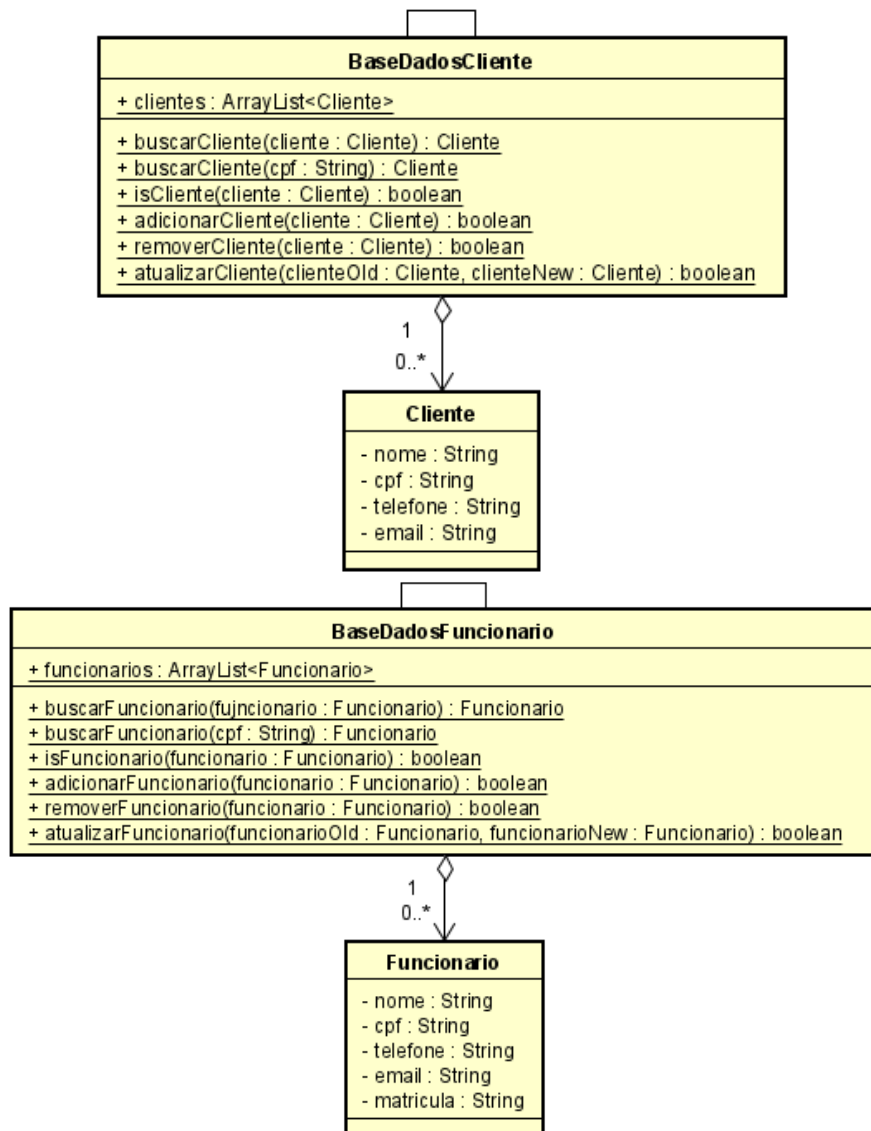 BaseDadosCliente
+ clientes : ArrayList<Cliente>
+ buscarCliente(cliente : Cliente) : Cliente
+ buscarCliente(cpf : String) : Cliente
+ isCliente(cliente : Cliente) : boolean
+ adicionarCliente(cliente : Cliente) : boolean
+ removerCliente(cliente : Cliente) : boolean
+ atualizarCliente(clienteOld : Cliente, clienteNew : Cliente) : boolean
1
0..*
Cliente
- nome : String
- cpf : String
- telefone : String
- email : String
BaseDadosFuncionario
+ funcionarios : ArrayList<Funcionario>
+ buscarFuncionario(fujncionario : Funcionario) : Funcionario
+ buscarFuncionario(cpf : String) : Funcionario
+ isFuncionario(funcionario : Funcionario) : boolean
+ adicionarFuncionario(funcionario : Funcionario) : boolean
+ removerFuncionario(funcionario : Funcionario) : boolean
+ atualizarFuncionario(funcionarioOld : Funcionario, funcionarioNew : Funcionario) : boolean
1
0..*
Funcionario
- nome : String
- cpf : String
- telefone : String
- email : String
- matricula : String